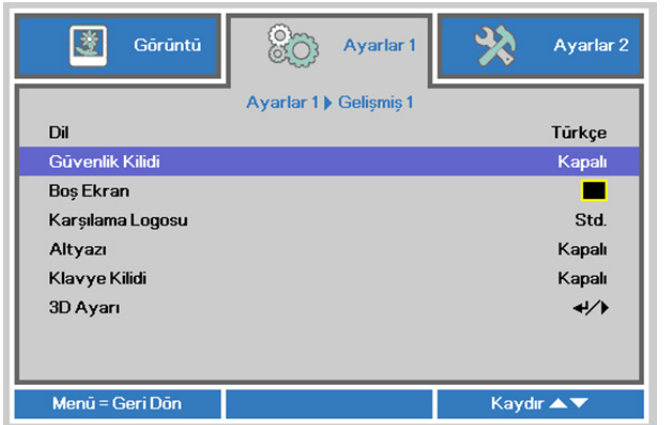 Görüntü
Ayarlar 1
Ayarlar 2
Ayarlar 1 Gelişmiş 1
Dil Türkçe
Güvenlik Kilidi Kapalı
Boş Ekran
Karşılama Logosu Std.
Altyazı Kapalı
Klavye Kilidi Kapalı
3D Ayarı /
Menü = Geri Dön Kaydır